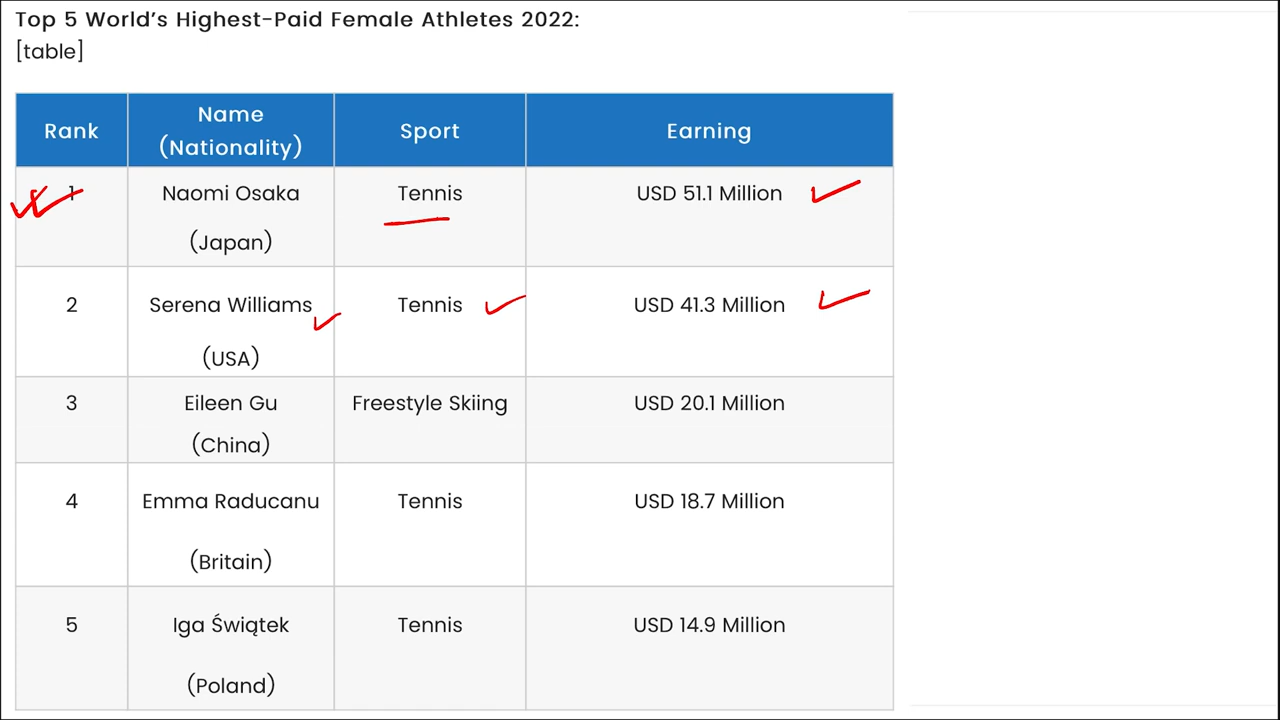 Top 5 World’s Highest-Paid Female Athletes 2022:
[table]
Rank Name (Nationality) Sport Earning
1 Naomi Osaka Tennis USD 51.1 Million
(Japan)
2 Serena Williams Tennis USD 41.3 Million
(USA)
3 Eileen Gu Freestyle Skiing USD 20.1 Million
(China)
4 Emma Raducanu Tennis USD 18.7 Million
(Britain)
5 Iga Świątek Tennis USD 14.9 Million
(Poland)